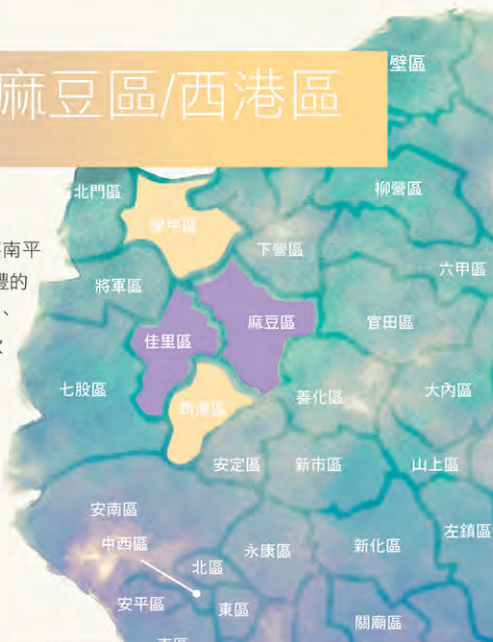 壁區
麻豆區/西港區
北門區
柳營區
學甲區
南平
下營區
六甲區
豐的
將軍區
、
麻豆區
官田區
佳里區
七股區
善化區
大內區
西港區
安定區
新市區
山上區
安南區
左鎮區
中西區
永康區
新化區
北區
安平區
東區
關廟區